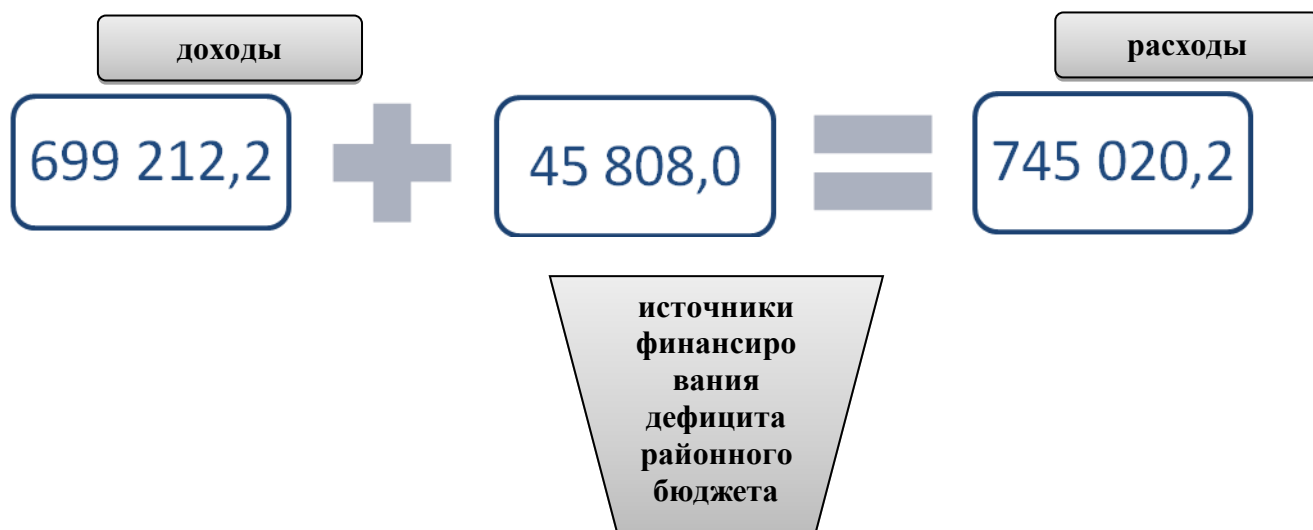 доходы
расходы
699 212,2
45 808,0
745 020,2
источники
финансиро
вания
дефицита
районного
бюджета